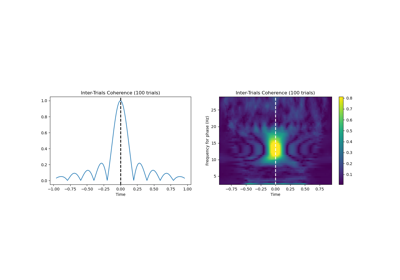 Inter-Trials Coherence (100 trials)
1,0
0,8
0,6
0,4
0,2
0,0
−1.00 −0.75 −0.50 −0.25 0.00 0.25 0.50 0.75 1.00
Time
Inter-Trials Coherence (100 trials)
Frequency for phase (Hz)
25
20
15
10
5
−0.75 −0.50 −0.25 0.00 0.25 0.50 0.75
Time
0.8
0.7
0.6
0.5
0.4
0.3
0.2
0.1